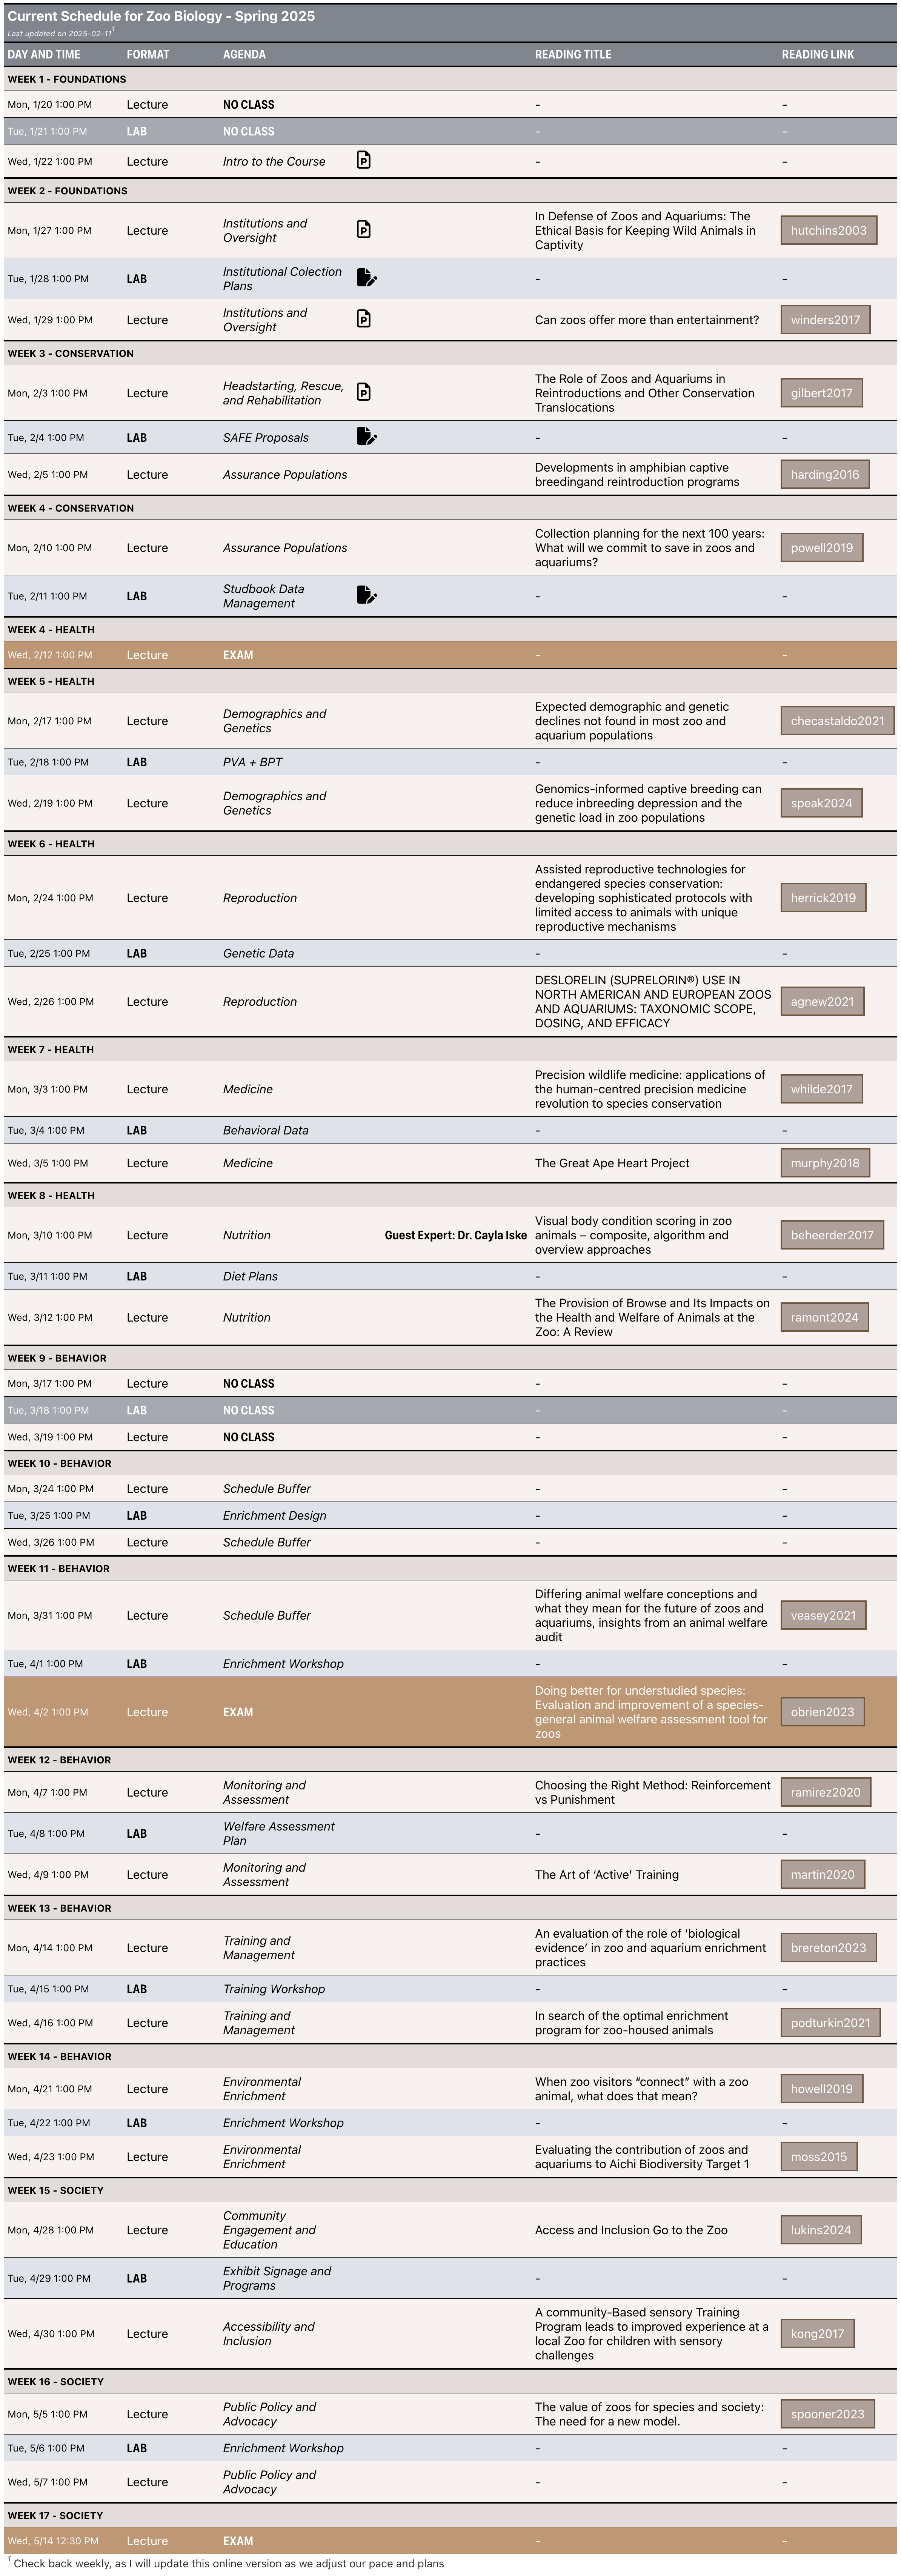 Current Schedule for Zoo Biology - Spring 2025
Last updated on 2025-02-11 1
DAY AND TIME FORMAT AGENDA READING TITLE READING LINK
WEEK 1 - FOUNDATIONS
Mon, 1/20 1:00 PM Lecture NO CLASS - -
Tue, 1/21 1:00 PM LAB NO CLASS - -
Wed, 1/22 1:00 PM Lecture Intro to the Course P - -
WEEK 2 - FOUNDATIONS
Mon, 1/27 1:00 PM Lecture Institutions and
Oversight P In Defense of Zoos and Aquariums: The
Ethical Basis for Keeping Wild Animals in
Captivity hutchins2003
Tue, 1/28 1:00 PM LAB Institutional Colection
Plans - -
Wed, 1/29 1:00 PM Lecture Institutions and
Oversight P Can zoos offer more than entertainment? winders2017
WEEK 3 - CONSERVATION
Mon, 2/3 1:00 PM Lecture Headstarting, Rescue,
and Rehabilitation P The Role of Zoos and Aquariums in
Reintroductions and Other Conservation
Translocations gilbert2017
Tue, 2/4 1:00 PM LAB SAFE Proposals - -
Wed, 2/5 1:00 PM Lecture Assurance Populations Developments in amphibian captive
breedingand reintroduction programs harding2016
WEEK 4 - CONSERVATION
Mon, 2/10 1:00 PM Lecture Assurance Populations Collection planning for the next 100 years:
What will we commit to save in zoos and
aquariums? powell2019
Tue, 2/11 1:00 PM LAB Studbook Data
Management - -
WEEK 4 - HEALTH
Wed, 2/12 1:00 PM Lecture EXAM - -
WEEK 5 - HEALTH
Mon, 2/17 1:00 PM Lecture Demographics and
Genetics Expected demographic and genetic
declines not found in most zoo and
aquarium populations checastaldo2021
Tue, 2/18 1:00 PM LAB PVA + BPT - -
Wed, 2/19 1:00 PM Lecture Demographics and
Genetics Genomics-informed captive breeding can
reduce inbreeding depression and the
genetic load in zoo populations speak2024
WEEK 6 - HEALTH
Mon, 2/24 1:00 PM Lecture Reproduction Assisted reproductive technologies for
endangered species conservation:
developing sophisticated protocols with
limited access to animals with unique
reproductive mechanisms herrick2019
Tue, 2/25 1:00 PM LAB Genetic Data - -
Wed, 2/26 1:00 PM Lecture Reproduction DESLORELIN (SUPRELORIN®) USE IN
NORTH AMERICAN AND EUROPEAN ZOOS
AND AQUARIUMS: TAXONOMIC SCOPE,
DOSING, AND EFFICACY agnew2021
WEEK 7 - HEALTH
Mon, 3/3 1:00 PM Lecture Medicine Precision wildlife medicine: applications of
the human-centred precision medicine
revolution to species conservation whilde2017
Tue, 3/4 1:00 PM LAB Behavioral Data - -
Wed, 3/5 1:00 PM Lecture Medicine The Great Ape Heart Project murphy2018
WEEK 8 - HEALTH
Mon, 3/10 1:00 PM Lecture Nutrition Guest Expert: Dr. Cayla Iske Visual body condition scoring in zoo
animals – composite, algorithm and
overview approaches beheerder2017
Tue, 3/11 1:00 PM LAB Diet Plans - -
Wed, 3/12 1:00 PM Lecture Nutrition The Provision of Browse and Its Impacts on
the Health and Welfare of Animals at the
Zoo: A Review ramont2024
WEEK 9 - BEHAVIOR
Mon, 3/17 1:00 PM Lecture NO CLASS - -
Tue, 3/18 1:00 PM LAB NO CLASS - -
Wed, 3/19 1:00 PM Lecture NO CLASS - -
WEEK 10 - BEHAVIOR
Mon, 3/24 1:00 PM Lecture Schedule Buffer - -
Tue, 3/25 1:00 PM LAB Enrichment Design - -
Wed, 3/26 1:00 PM Lecture Schedule Buffer - -
WEEK 11 - BEHAVIOR
Mon, 3/31 1:00 PM Lecture Schedule Buffer Differing animal welfare conceptions and
what they mean for the future of zoos and
aquariums, insights from an animal welfare
audit veasey2021
Tue, 4/1 1:00 PM LAB Enrichment Workshop - -
Wed, 4/2 1:00 PM Lecture EXAM Doing better for understudied species:
Evaluation and improvement of a species-
general animal welfare assessment tool for
zoos obrien2023
WEEK 12 - BEHAVIOR
Mon, 4/7 1:00 PM Lecture Monitoring and
Assessment Choosing the Right Method: Reinforcement
vs Punishment ramirez2020
Tue, 4/8 1:00 PM LAB Welfare Assessment
Plan - -
Wed, 4/9 1:00 PM Lecture Monitoring and
Assessment The Art of ‘Active’ Training martin2020
WEEK 13 - BEHAVIOR
Mon, 4/14 1:00 PM Lecture Training and
Management An evaluation of the role of ‘biological
evidence’ in zoo and aquarium enrichment
practices brereton2023
Tue, 4/15 1:00 PM LAB Training Workshop - -
Wed, 4/16 1:00 PM Lecture Training and
Management In search of the optimal enrichment
program for zoo-housed animals podturkin2021
WEEK 14 - BEHAVIOR
Mon, 4/21 1:00 PM Lecture Environmental
Enrichment When zoo visitors “connect” with a zoo
animal, what does that mean? howell2019
Tue, 4/22 1:00 PM LAB Enrichment Workshop - -
Wed, 4/23 1:00 PM Lecture Environmental
Enrichment Evaluating the contribution of zoos and
aquariums to Aichi Biodiversity Target 1 moss2015
WEEK 15 - SOCIETY
Mon, 4/28 1:00 PM Lecture Community
Engagement and
Education Access and Inclusion Go to the Zoo lukins2024
Tue, 4/29 1:00 PM LAB Exhibit Signage and
Programs - -
Wed, 4/30 1:00 PM Lecture Accessibility and
Inclusion A community-Based sensory Training
Program leads to improved experience at a
local Zoo for children with sensory
challenges kong2017
WEEK 16 - SOCIETY
Mon, 5/5 1:00 PM Lecture Public Policy and
Advocacy The value of zoos for species and society:
The need for a new model. spooner2023
Tue, 5/6 1:00 PM LAB Enrichment Workshop - -
Wed, 5/7 1:00 PM Lecture Public Policy and
Advocacy - -
WEEK 17 - SOCIETY
Wed, 5/14 12:30 PM Lecture EXAM - -
1 Check back weekly, as I will update this online version as we adjust our pace and plans